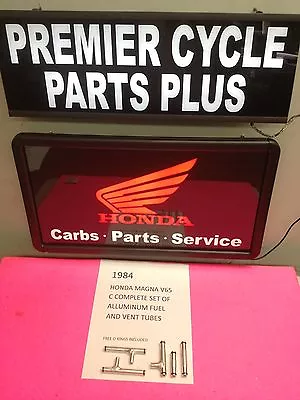 PREMIER CYCLE
PARTS PLUS
HONDA
Carbs · Parts · Service
1984
HONDA MAGNA V65
C COMPLETE SET OF
ALLUMINUM FUEL
AND VENT TUBES
FREE O RINGS INCLUDED